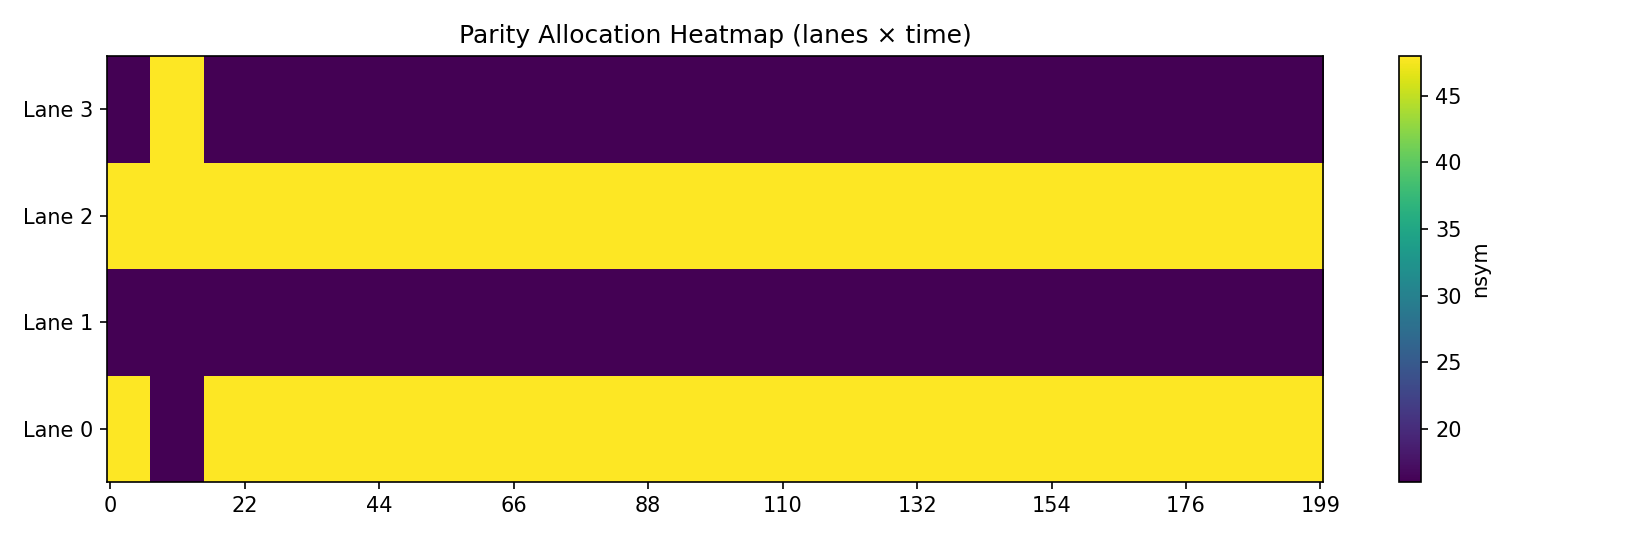 Parity Allocation Heatmap (lanes × time)
Lane 3
Lane 2
Lane 1
Lane 0
0 22 44 66 88 110 132 154 176 199
45
40
35
30
25
20
nsym